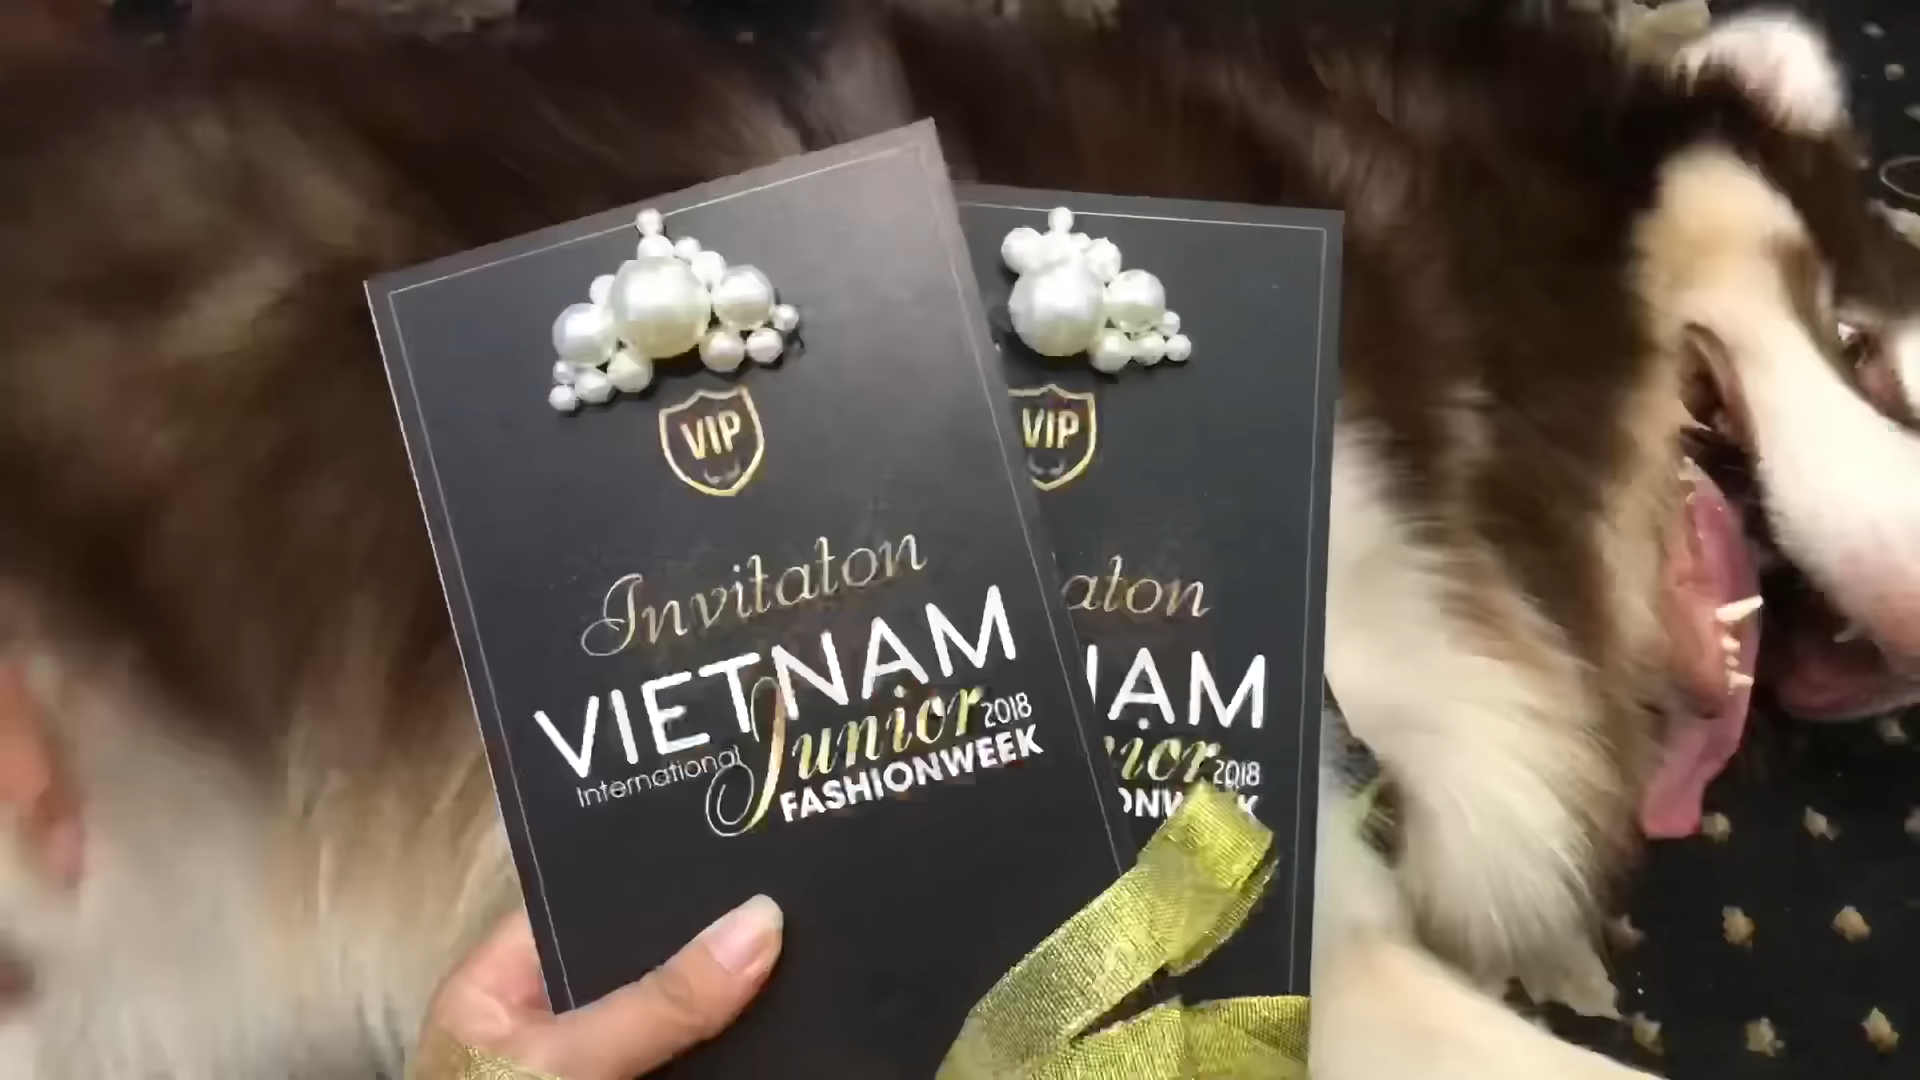 VIP
Invitaton
VIETNAM
International Junior 2018
FASHIONWEEK
VIP
aton
NAM
ior 2018
ONWEEK